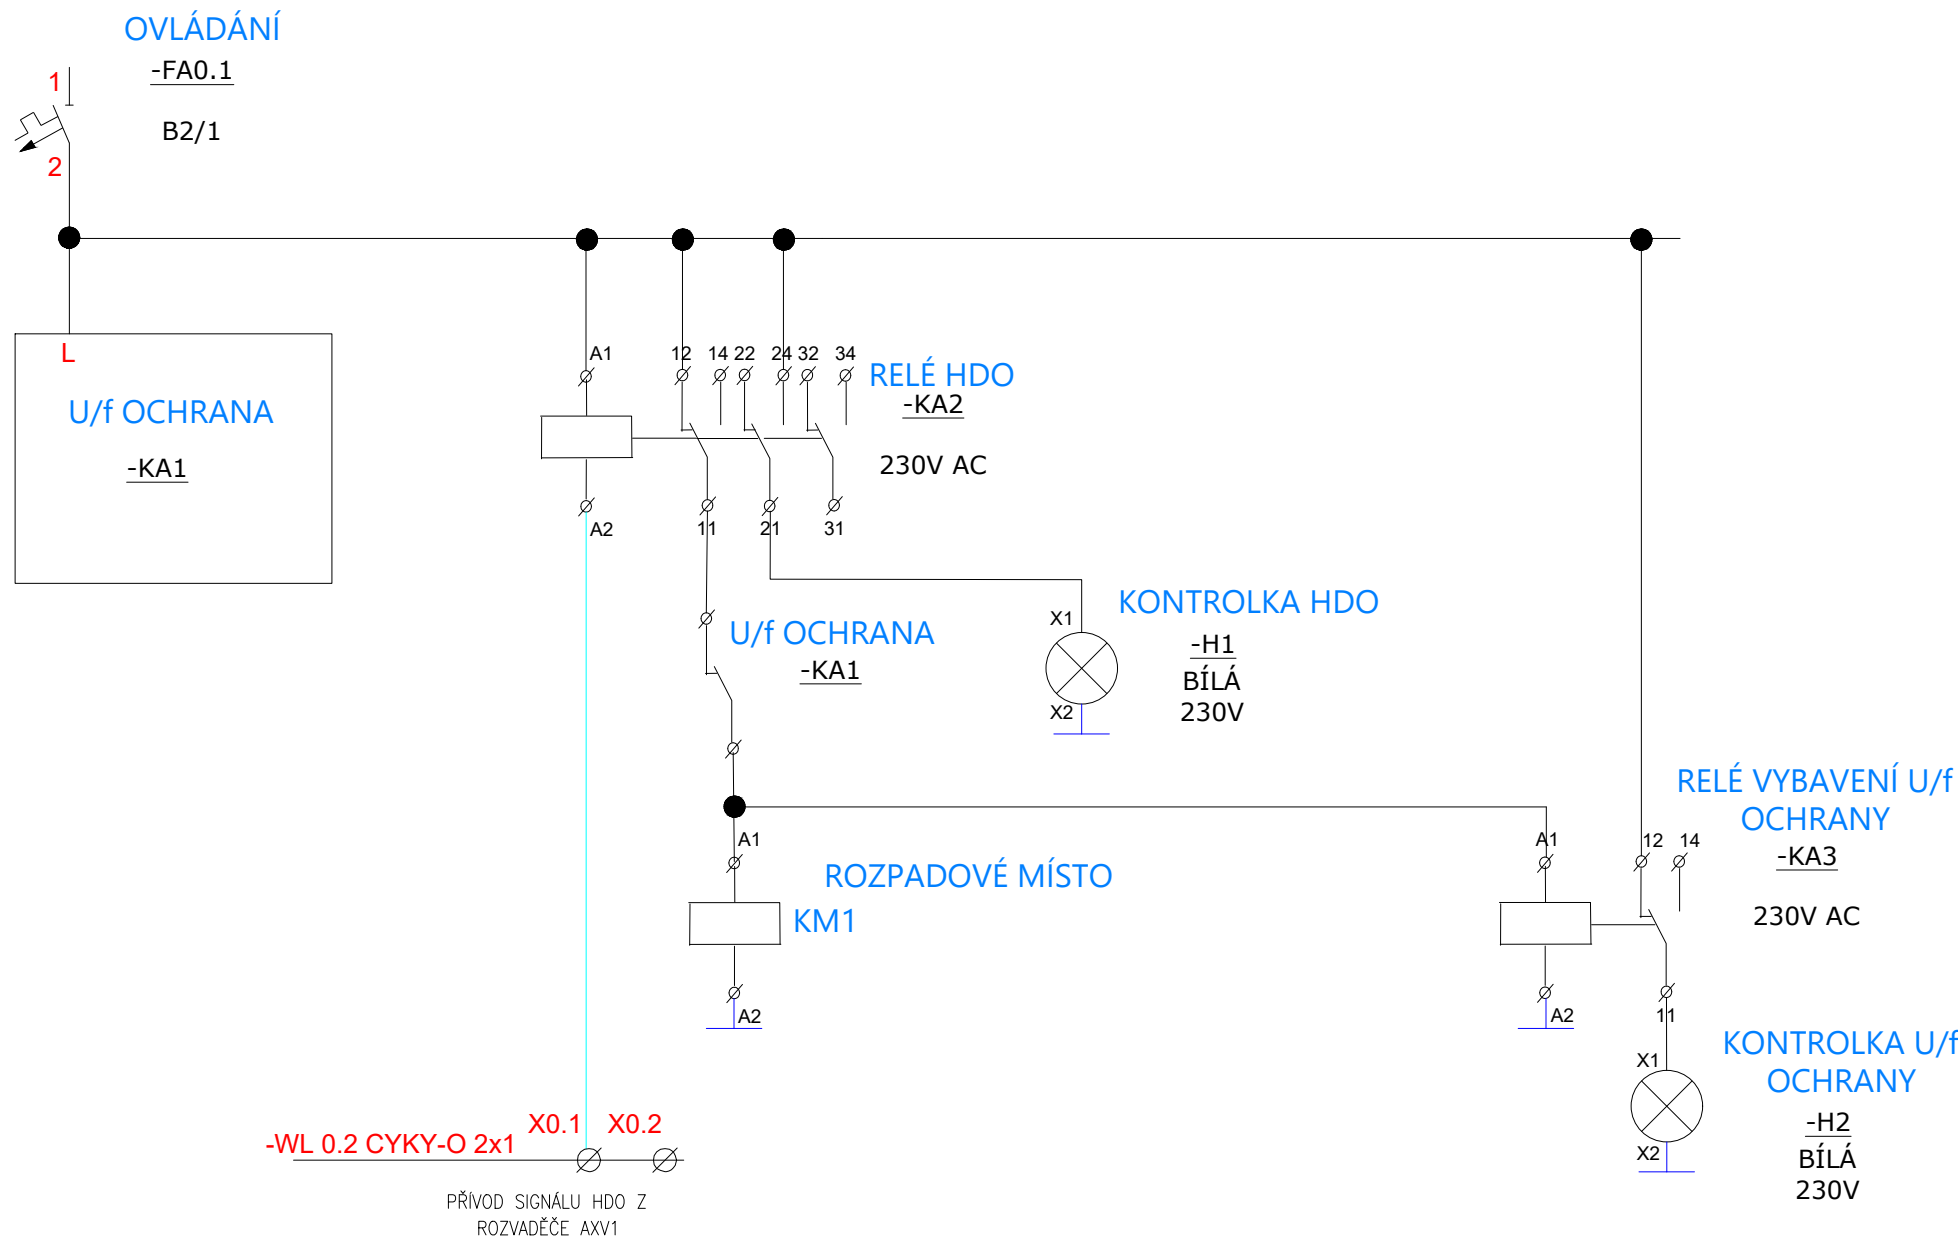 OVLÁDÁNÍ
-FA0.1
B2/1
1
2
L
U/f OCHRANA
-KA1
A1
12 14 22 24 32 34
RELÉ HDO
-KA2
230V AC
A2
11 21 31
U/f OCHRANA
-KA1
X1
X2
KONTROLKA HDO
-H1
BÍLÁ
230V
RELÉ VYBAVENÍ U/f
OCHRANY
-KA3
230V AC
A1
ROZPADOVÉ MÍSTO
KM1
A2
A1
12 14
A2
11
X1
X2
KONTROLKA U/f
OCHRANY
-H2
BÍLÁ
230V
-WL 0.2 CYKY-O 2x1
X0.1 X0.2
PŘÍVOD SIGNÁLU HDO Z
ROZVADĚČE AXV1